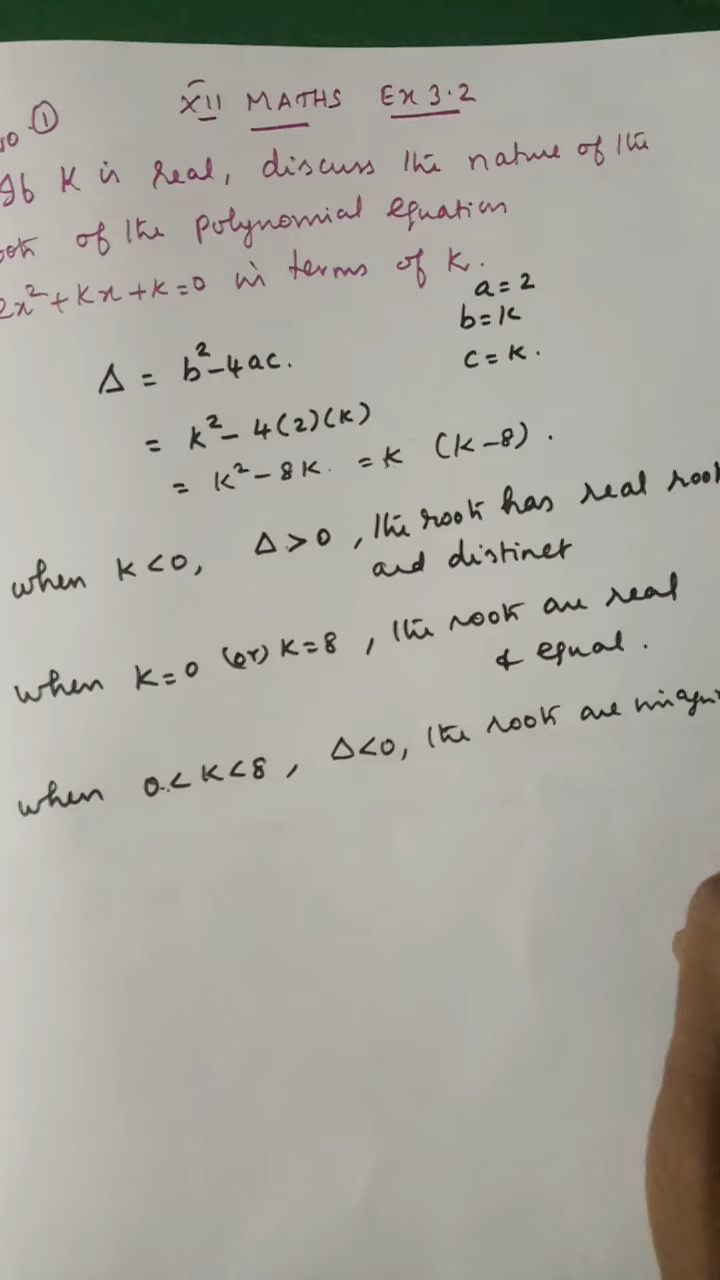 XII MATHS Ex 3.2
①
If K is real, discuss the nature of the
of the polynomial equation
2x²+Kx+K=0 in terms of K.
a=2
b=K
c=K.
Δ = b²-4ac.
= K²-4(2)(K)
= K²-8K. =K (K-8).
when K<0, Δ>0, the roots has real root
and distinct
when K=0 (or) K=8, the roots are real
& equal.
when 0<K<8, Δ<0, the roots are